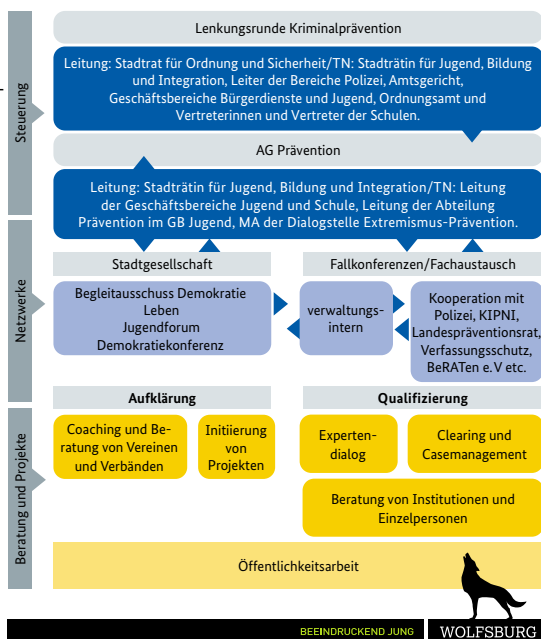 Steuerung
Lenkungsrunde Kriminalprävention
Leitung: Stadtrat für Ordnung und Sicherheit/TN: Stadträtin für Jugend, Bildung
und Integration, Leiter der Bereiche Polizei, Amtsgericht,
Geschäftsbereiche Bürgerdienste und Jugend, Ordnungsamt und
Vertreterinnen und Vertreter der Schulen.
AG Prävention
Leitung: Stadträtin für Jugend, Bildung und Integration/TN: Leitung
der Geschäftsbereiche Jugend und Schule, Leitung der Abteilung
Prävention im GB Jugend, MA der Dialogstelle Extremismus-Prävention.
Netzwerke
Stadtgesellschaft
Begleitausschuss Demokratie
Leben
Jugendforum
Demokratiekonferenz
Fallkonferenzen/Fachaustausch
verwaltungs-
intern
Kooperation mit
Polizei, KIPNI,
Landespräventionsrat,
Verfassungsschutz,
BeRATen e.V etc.
Beratung und Projekte
Aufklärung
Coaching und Be-
ratung von Vereinen
und Verbänden
Initiierung
von
Projekten
Qualifizierung
Experten-
dialog
Clearing und
Casemanagement
Beratung von Institutionen und
Einzelpersonen
Öffentlichkeitsarbeit
BEEINDRUCKEND JUNG
WOLFSBURG